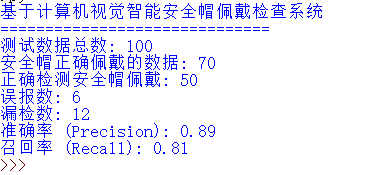 基于计算机视觉智能安全帽佩戴检查系统
==============================
测试数据总数: 100
安全帽正确佩戴的数据: 70
正确检测安全帽佩戴: 50
误报数: 6
漏检数: 12
准确率 (Precision): 0.89
召回率 (Recall): 0.81
>>>